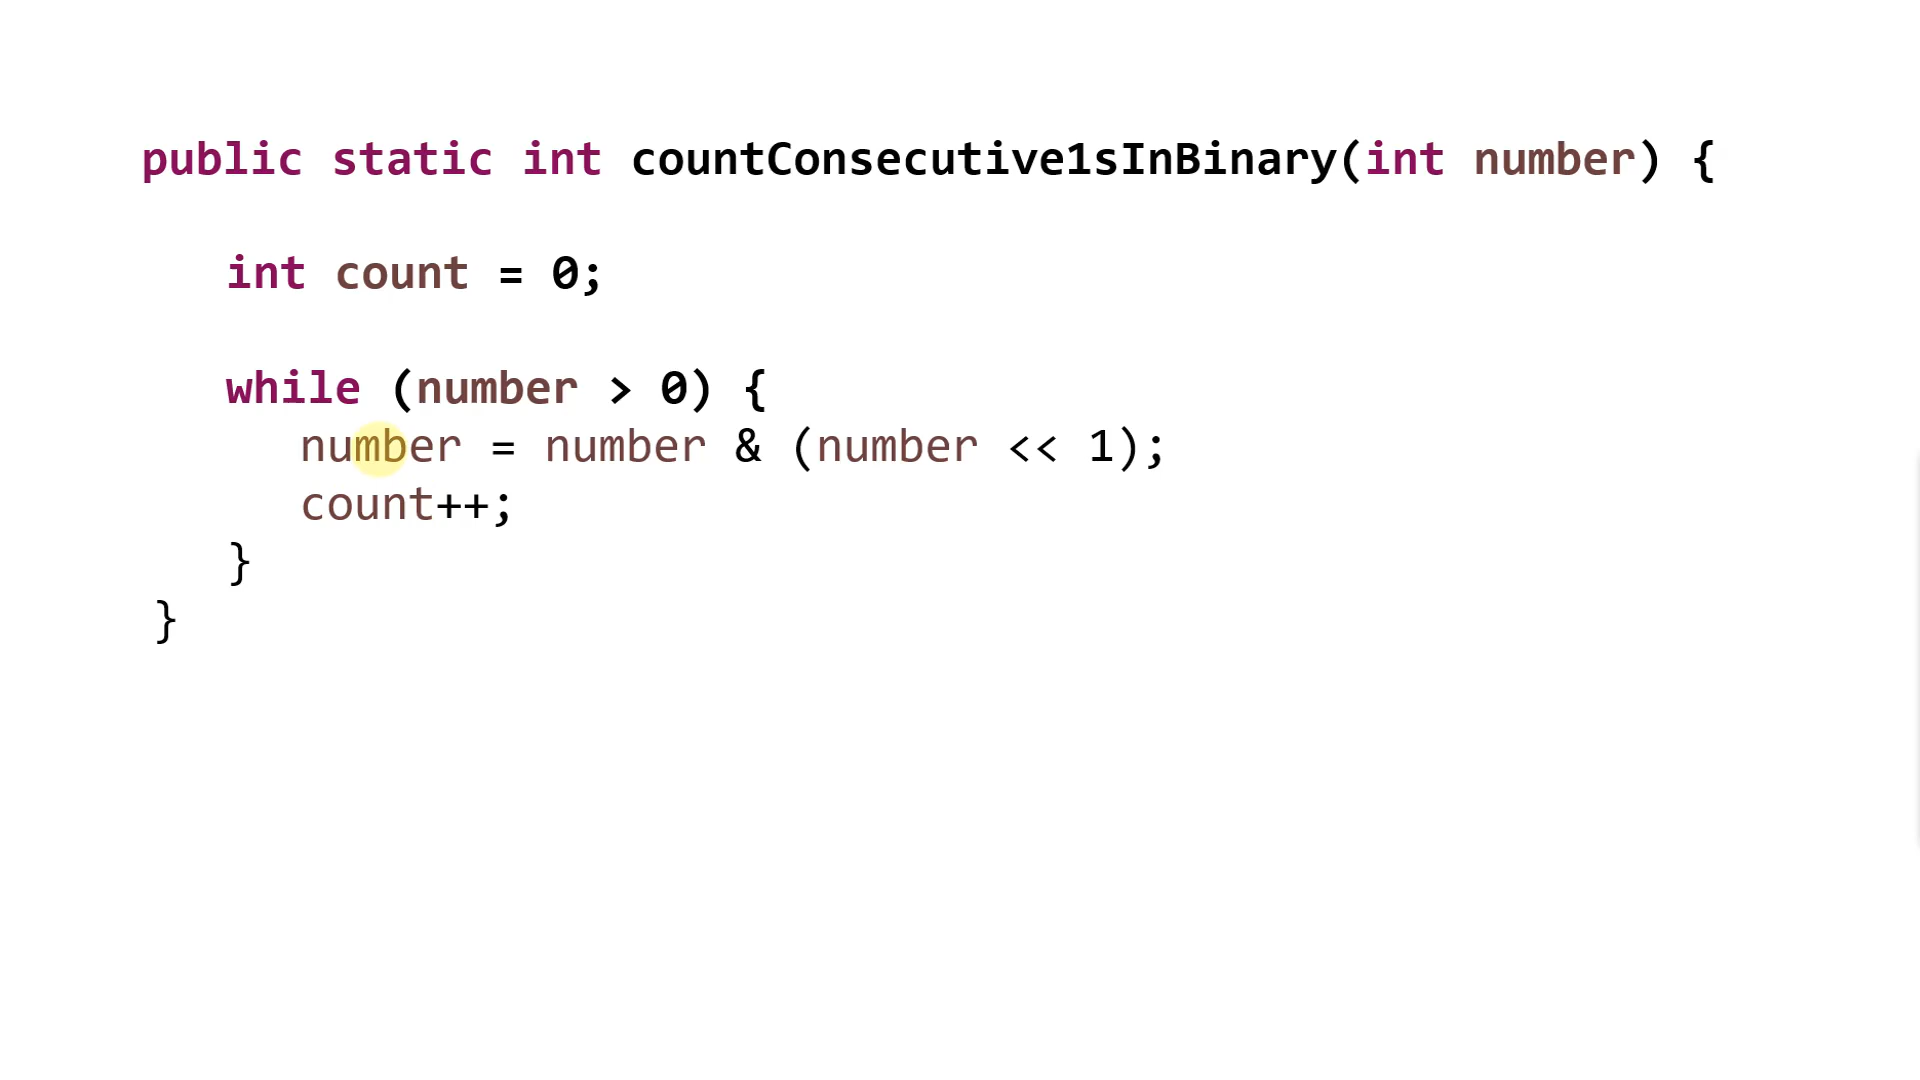 public static int countConsecutive1sInBinary(int number) {
int count = 0;
while (number > 0) {
number = number & (number << 1);
count++;
}
}